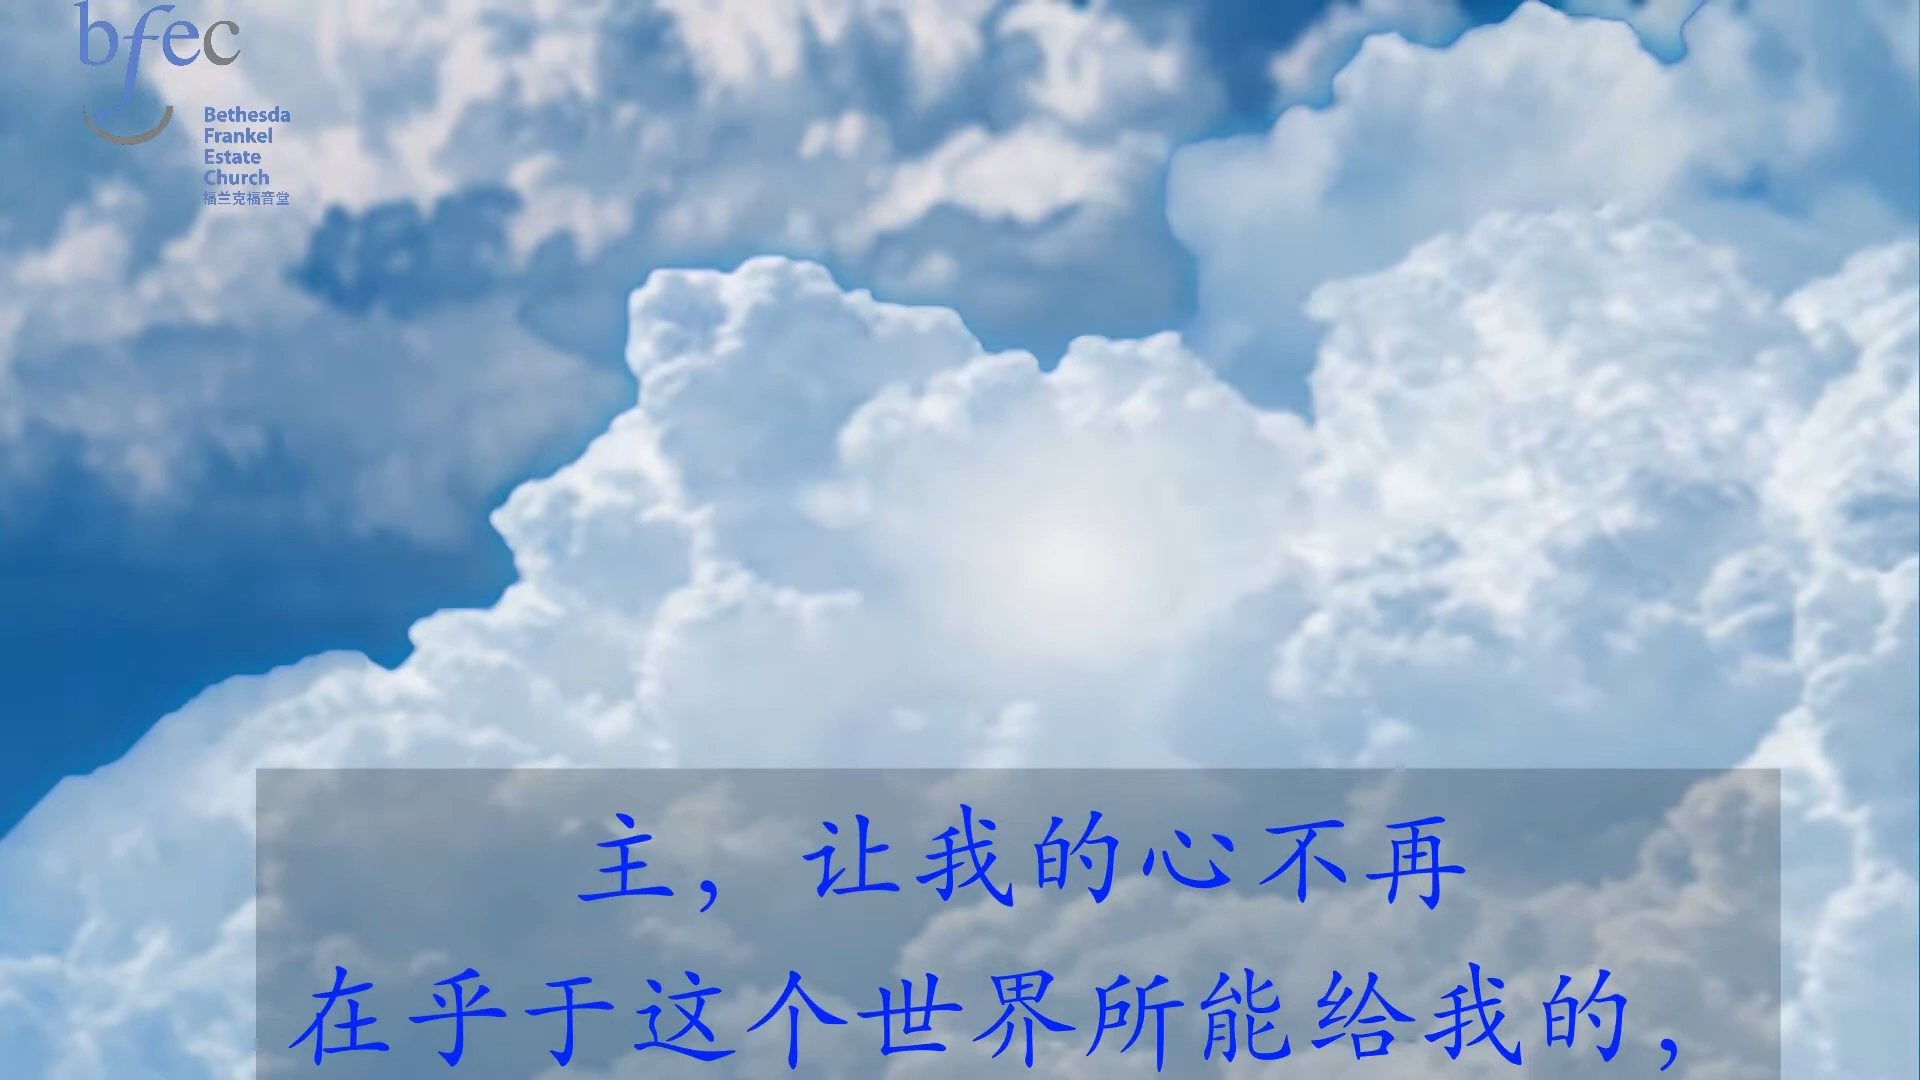 bfec
Bethesda
Frankel
Estate
Church
福兰克福音堂
主，让我的心不再
在乎于这个世界所能给我的，